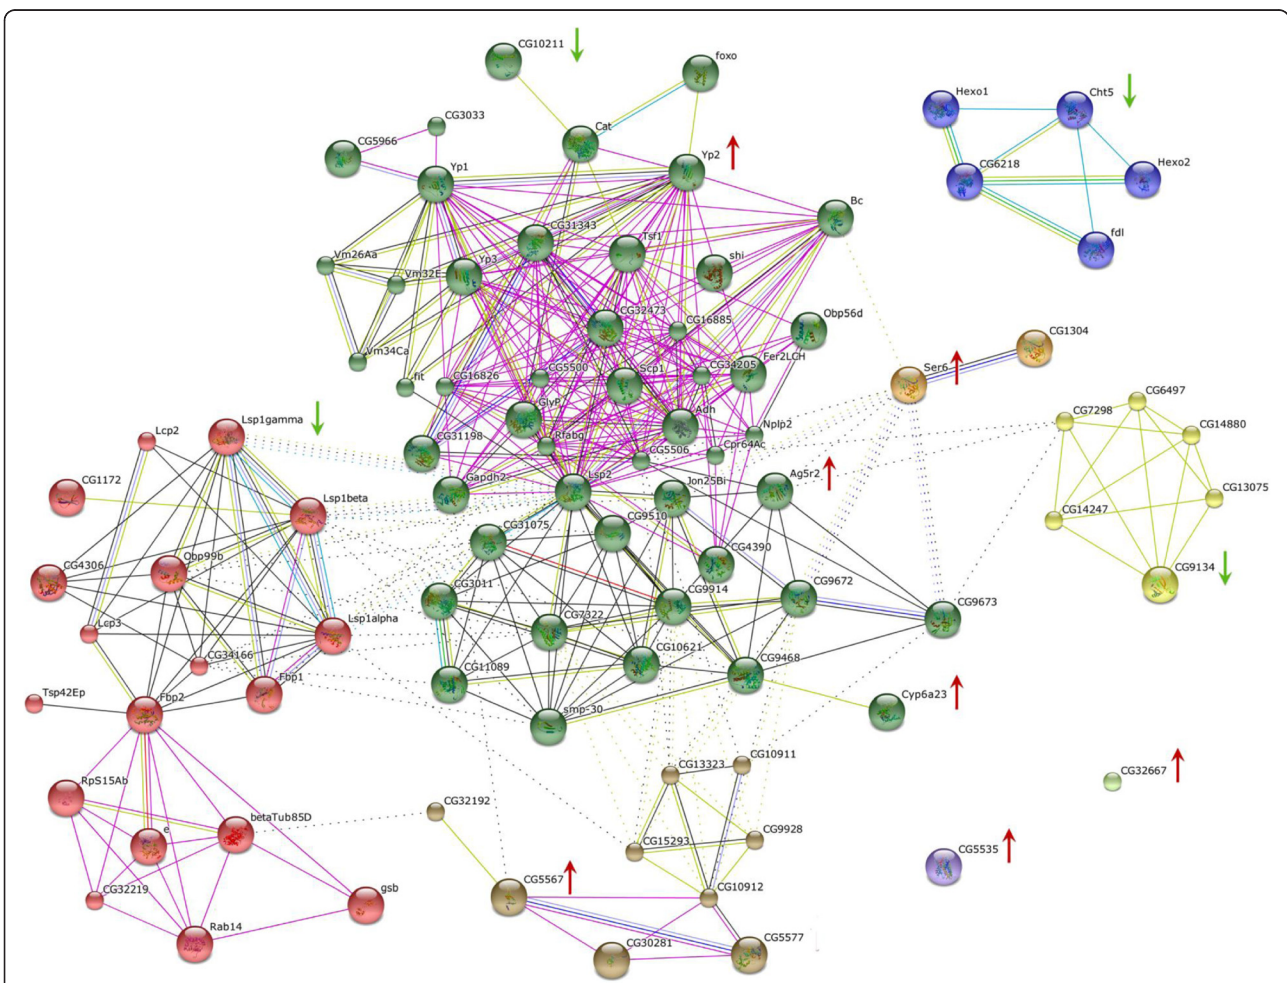 CG10211
foxo
Hexo1
Cht5
CG3033
Cat
CG5966
Yp2
Yp1
CG6218
Hexo2
Bc
CG31343
Tsf1
fdl
Vm26Aa
Vm32E
Yp3
shi
CG32473
CG16885
Obp56d
CG1304
Vm34Ca
Fer2LCH
Ser6
fit
CG16826
CG5500
Scp1
CG34205
CG6497
GlyP
Adh
CG7298
CG14880
Lsp1gamma
Nplp2
Lcp2
CG31198
Rfabg
CG5506
Cpr64Ac
CG1172
Gapdh2
Lsp2
Jon25Bi
Ag5r2
CG13075
Lsp1beta
CG14247
CG31075
CG9510
CG4390
Obp99b
CG4306
CG3011
CG9914
CG9672
CG9673
CG9134
Lcp3
Lsp1alpha
CG7322
CG34166
CG11089
CG10621
CG9468
Tsp42Ep
Fbp2
Fbp1
smp-30
Cyp6a23
CG13323
CG10911
CG32667
RpS15Ab
e
betaTub85D
CG32192
CG15293
CG9928
CG5535
CG5567
CG10912
CG32219
gsb
Rab14
CG30281
CG5577